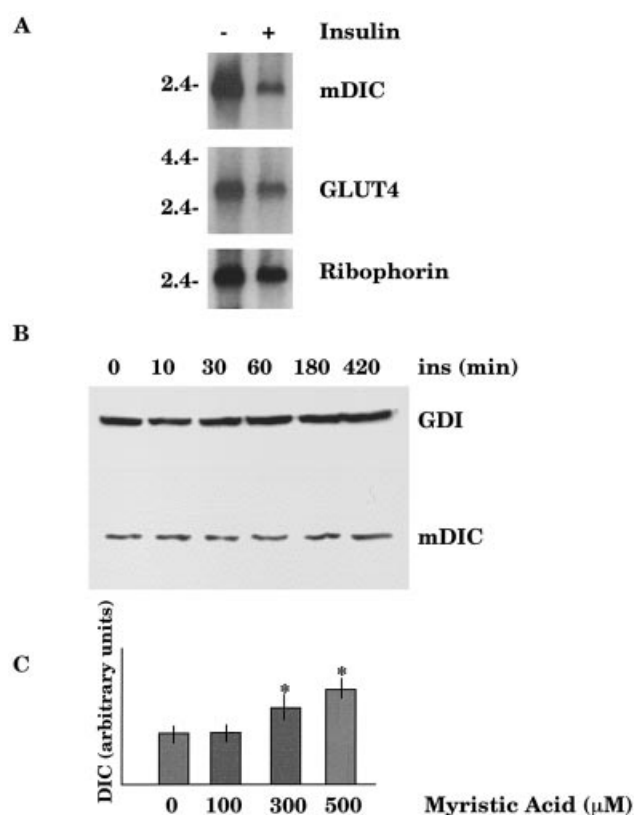 A
- + Insulin
2.4- mDIC
4.4-
GLUT4
2.4-
2.4- Ribophorin
B
0 10 30 60 180 420 ins (min)
GDI
mDIC
C
DIC (arbitrary units)
* *
0 100 300 500 Myristic Acid (μM)